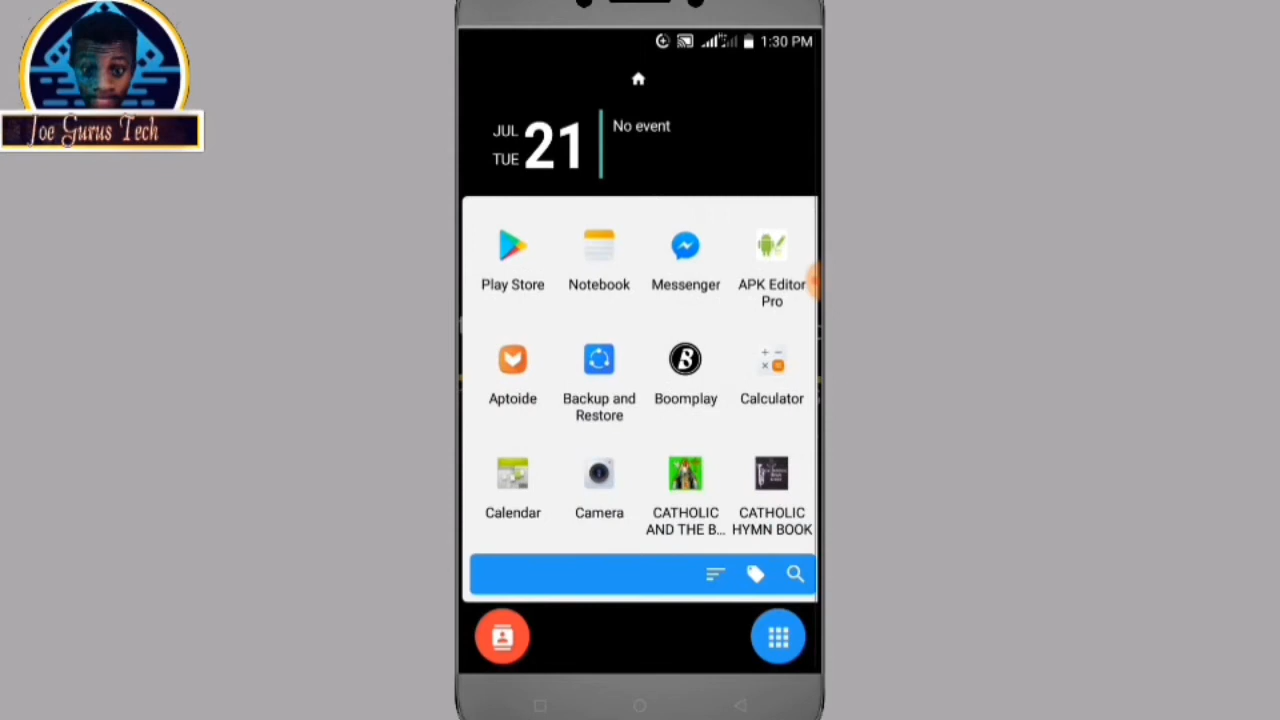 Joe Gurus Tech
1:30 PM
JUL
TUE
21
No event
Play Store
Notebook
Messenger
APK Editor
Pro
Aptoide
Backup and
Restore
Boomplay
Calculator
Calendar
Camera
CATHOLIC
AND THE B...
CATHOLIC
HYMN BOOK